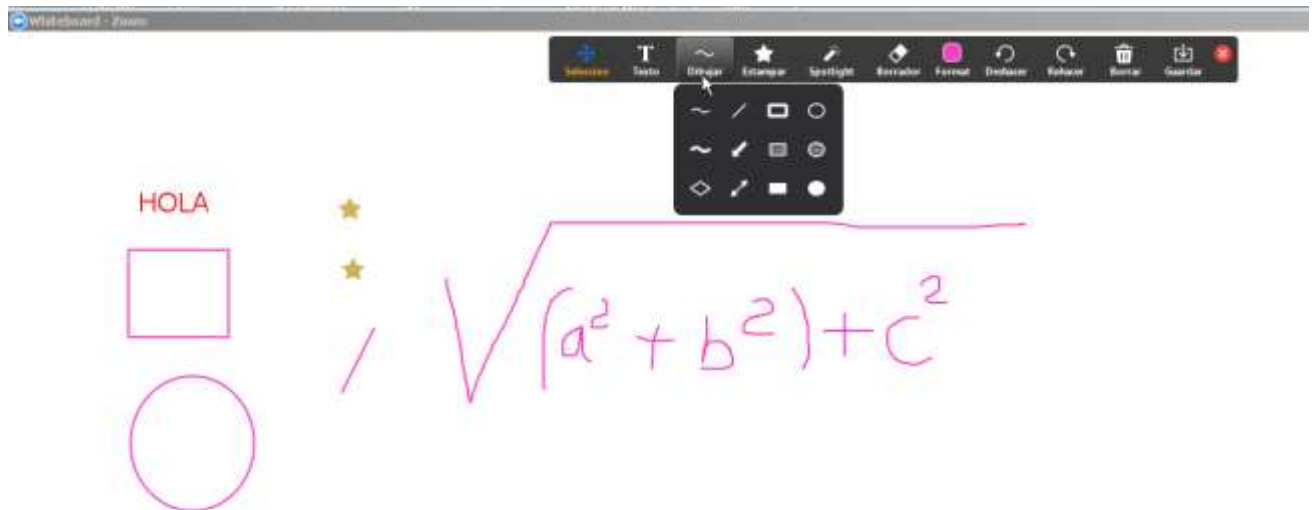 Whiteboard - Zoom
Seleccion Texto Dibujar Estampar Spotlight Borrador Format Deshacer Rehacer Borrar Guardar
HOLA
√(a² + b²) + c²